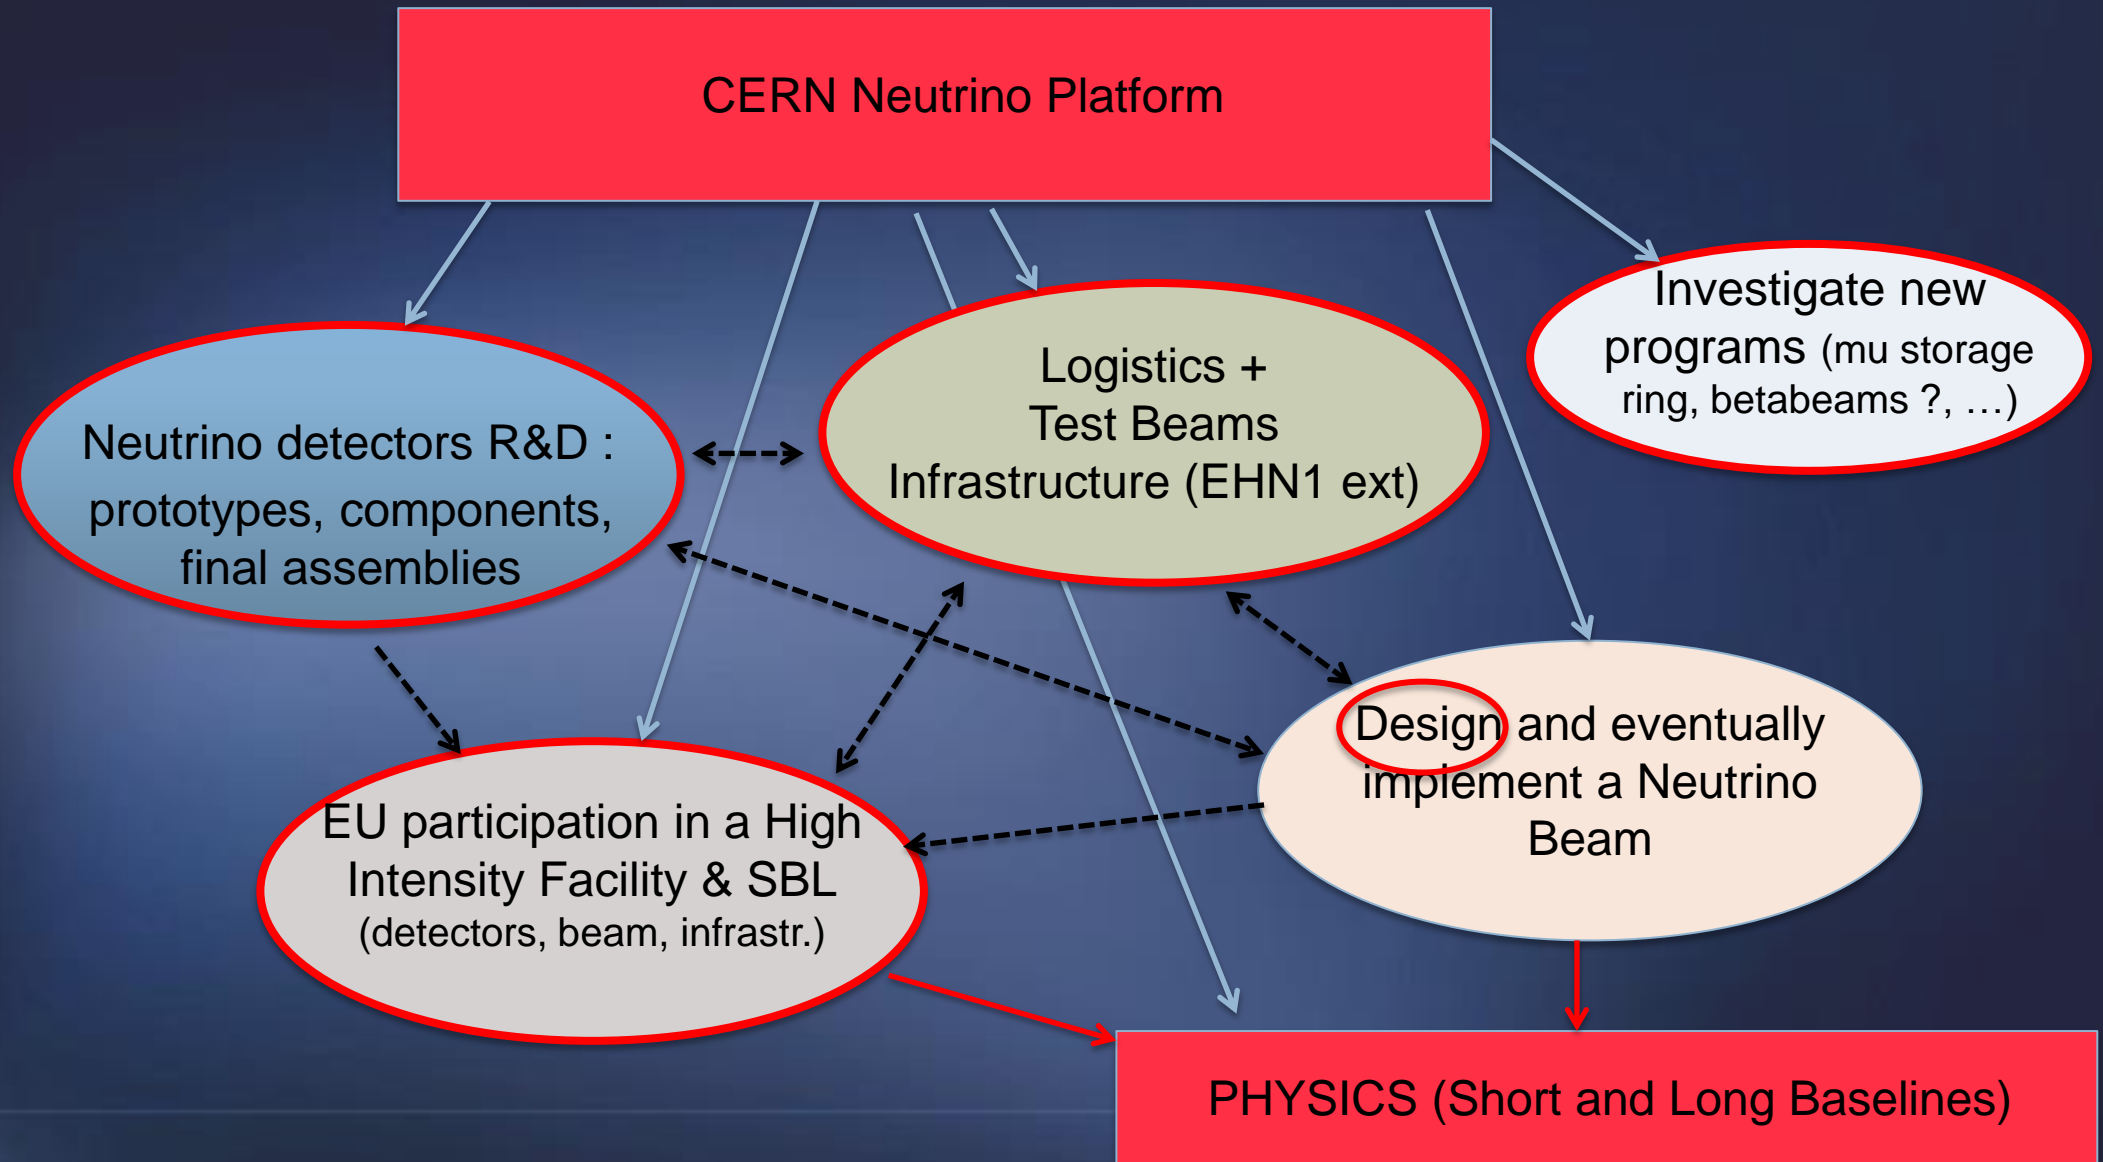 CERN Neutrino Platform
Investigate new
programs (mu storage
ring, betabeams ?, …)
Logistics +
Test Beams
Infrastructure (EHN1 ext)
Neutrino detectors R&D :
prototypes, components,
final assemblies
Design and eventually
implement a Neutrino
Beam
EU participation in a High
Intensity Facility & SBL
(detectors, beam, infrastr.)
PHYSICS (Short and Long Baselines)